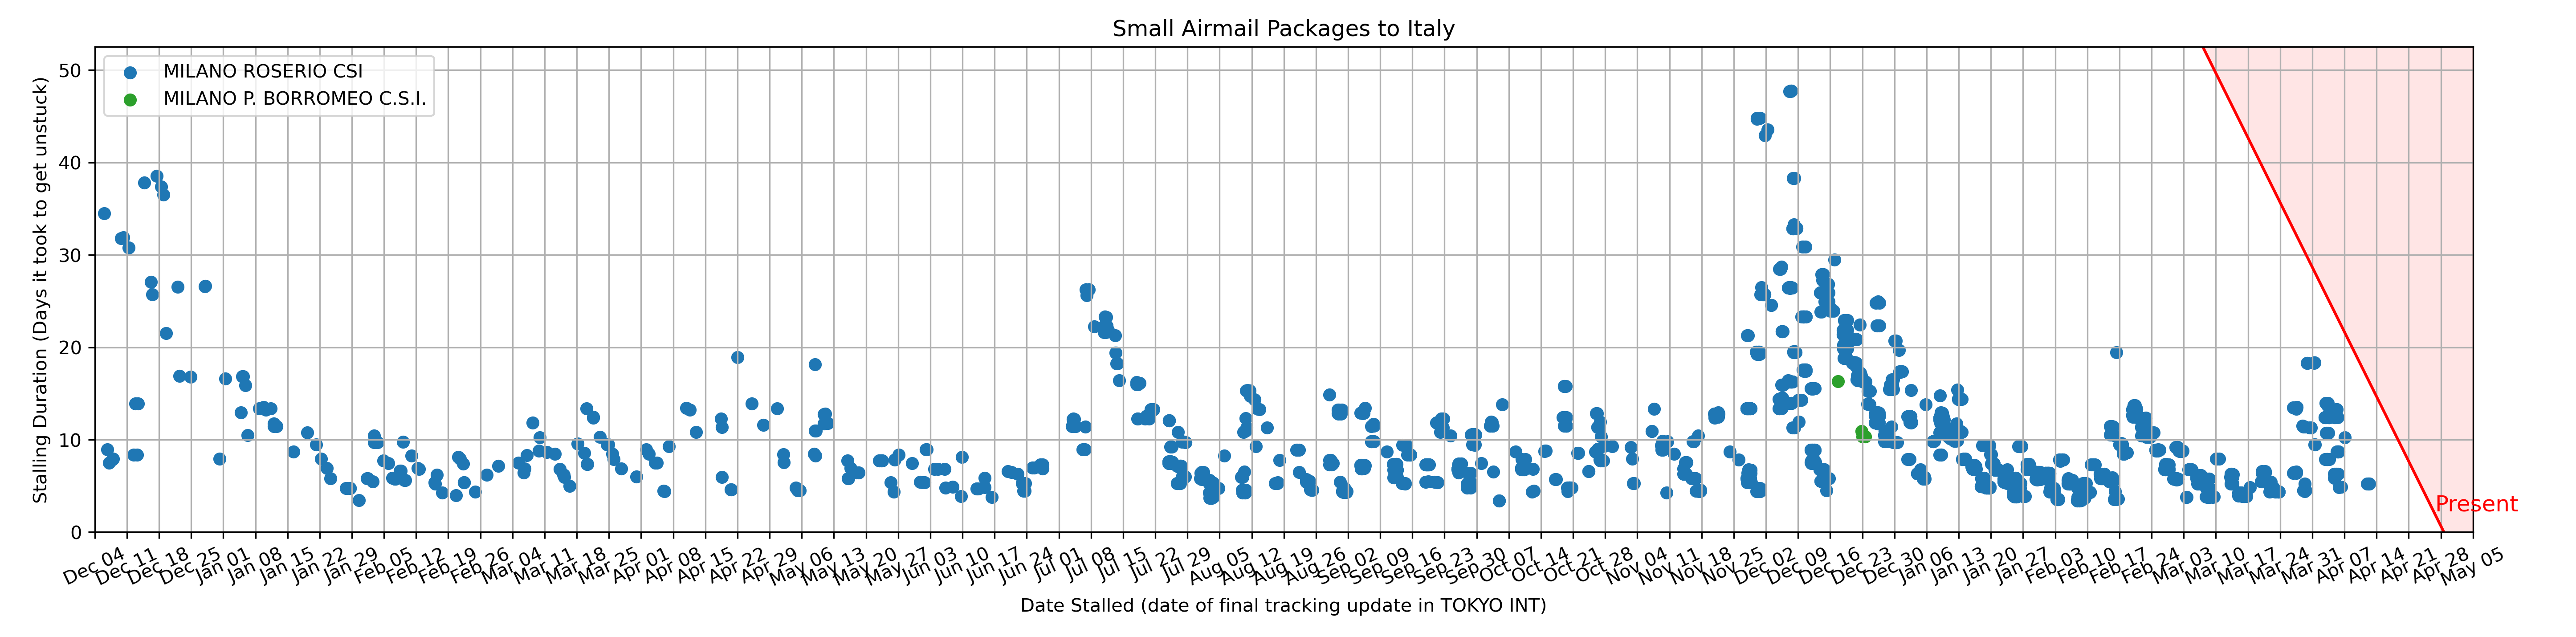 Small Airmail Packages to Italy
MILANO ROSERIO CSI
MILANO P. BORROMEO C.S.I.
Stalling Duration (Days it took to get unstuck)
50
40
30
20
10
0
Present
Dec 04
Dec 11
Dec 18
Dec 25
Jan 01
Jan 08
Jan 15
Jan 22
Jan 29
Feb 05
Feb 12
Feb 19
Feb 26
Mar 04
Mar 11
Mar 18
Mar 25
Apr 01
Apr 08
Apr 15
Apr 22
Apr 29
May 06
May 13
May 20
May 27
Jun 03
Jun 10
Jun 17
Jun 24
Jul 01
Jul 08
Jul 15
Jul 22
Jul 29
Aug 05
Aug 12
Aug 19
Aug 26
Sep 02
Sep 09
Sep 16
Sep 23
Sep 30
Oct 07
Oct 14
Oct 21
Oct 28
Nov 04
Nov 11
Nov 18
Nov 25
Dec 02
Dec 09
Dec 16
Dec 23
Dec 30
Jan 06
Jan 13
Jan 20
Jan 27
Feb 03
Feb 10
Feb 17
Feb 24
Mar 03
Mar 10
Mar 17
Mar 24
Mar 31
Apr 07
Apr 14
Apr 21
Apr 28
May 05
Date Stalled (date of final tracking update in TOKYO INT)